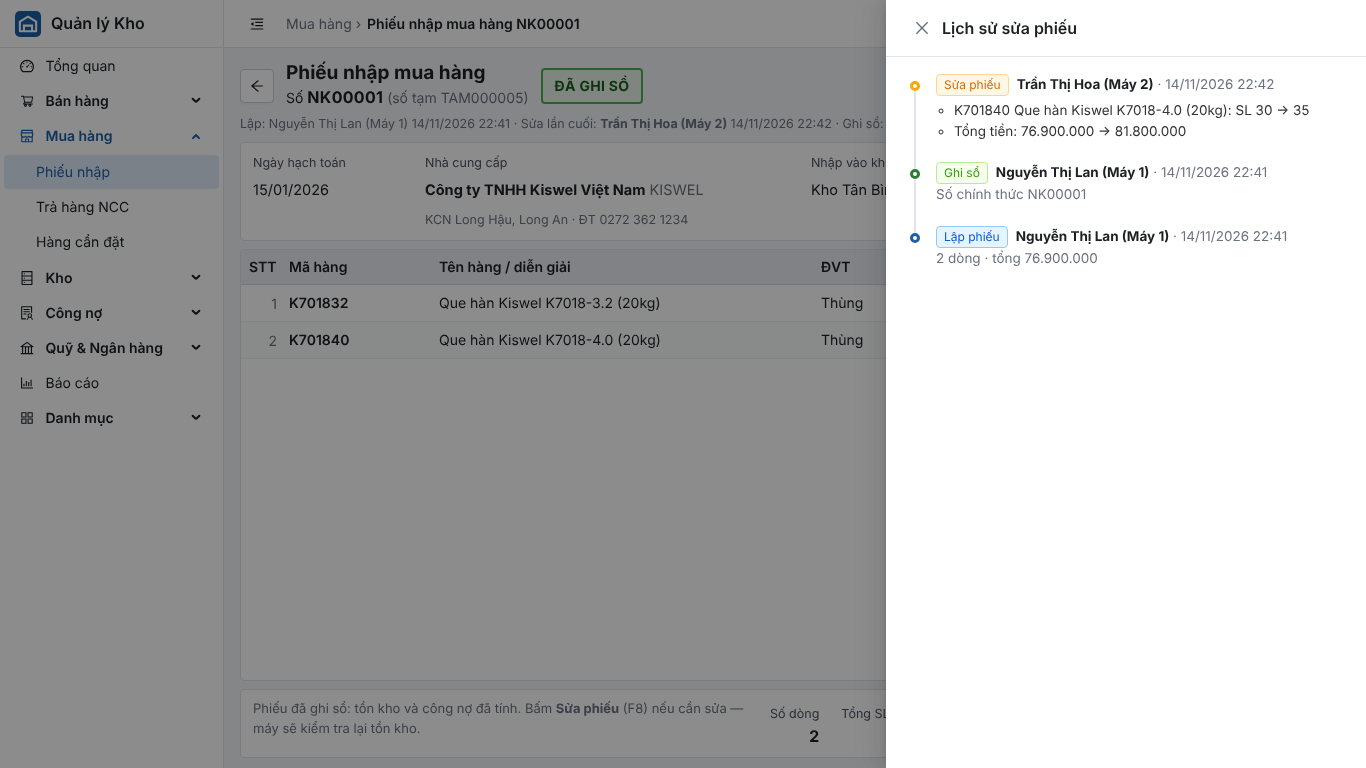 Quản lý Kho
Tổng quan
Bán hàng
Mua hàng
Phiếu nhập
Trả hàng NCC
Hàng cần đặt
Kho
Công nợ
Quỹ & Ngân hàng
Báo cáo
Danh mục
Mua hàng › Phiếu nhập mua hàng NK00001
Phiếu nhập mua hàng
Số NK00001 (số tạm TAM000005)
ĐÃ GHI SỔ
Lập: Nguyễn Thị Lan (Máy 1) 14/11/2026 22:41 · Sửa lần cuối: Trần Thị Hoa (Máy 2) 14/11/2026 22:42 · Ghi sổ:
Ngày hạch toán
15/01/2026
Nhà cung cấp
Công ty TNHH Kiswel Việt Nam KISWEL
KCN Long Hậu, Long An · ĐT 0272 362 1234
Nhập vào kh
Kho Tân Bì
STT Mã hàng Tên hàng / diễn giải ĐVT
1 K701832 Que hàn Kiswel K7018-3.2 (20kg) Thùng
2 K701840 Que hàn Kiswel K7018-4.0 (20kg) Thùng
Phiếu đã ghi sổ: tồn kho và công nợ đã tính. Bấm Sửa phiếu (F8) nếu cần sửa —
máy sẽ kiểm tra lại tồn kho.
Số dòng
2
Tổng SL
Lịch sử sửa phiếu
Sửa phiếu Trần Thị Hoa (Máy 2) · 14/11/2026 22:42
K701840 Que hàn Kiswel K7018-4.0 (20kg): SL 30 → 35
Tổng tiền: 76.900.000 → 81.800.000
Ghi sổ Nguyễn Thị Lan (Máy 1) · 14/11/2026 22:41
Số chính thức NK00001
Lập phiếu Nguyễn Thị Lan (Máy 1) · 14/11/2026 22:41
2 dòng · tổng 76.900.000